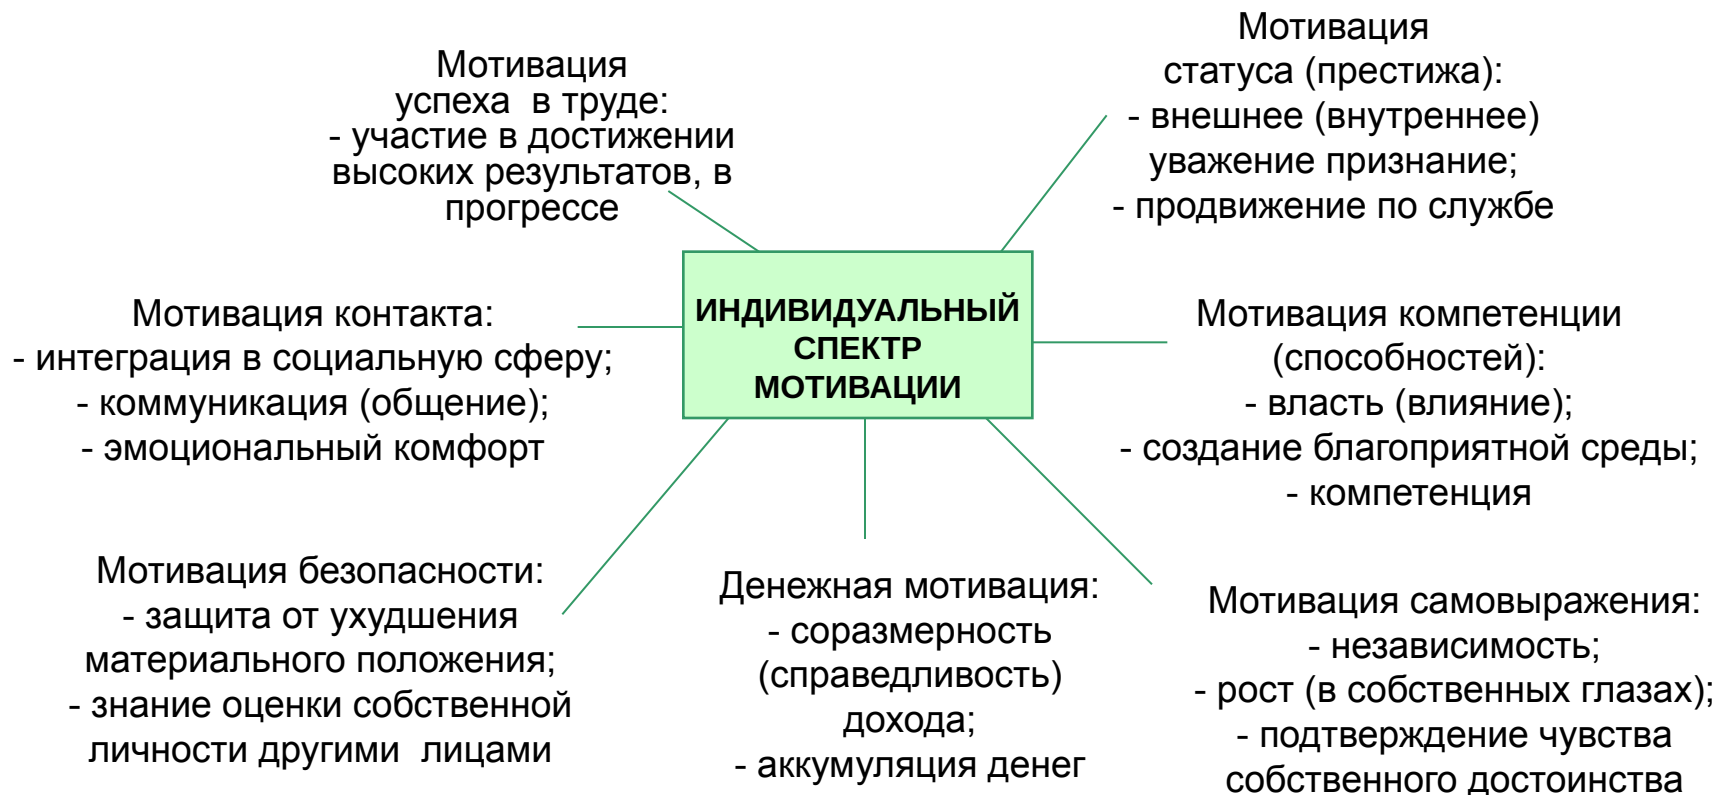 Мотивация
успеха  в труде:
- участие в достижении
высоких результатов, в
прогрессе
Мотивация
статуса (престижа):
- внешнее (внутреннее)
уважение признание;
- продвижение по службе
Мотивация контакта:
- интеграция в социальную сферу;
- коммуникация (общение);
- эмоциональный комфорт
ИНДИВИДУАЛЬНЫЙ
СПЕКТР
МОТИВАЦИИ
Мотивация компетенции
(способностей):
- власть (влияние);
- создание благоприятной среды;
- компетенция
Мотивация безопасности:
- защита от ухудшения
материального положения;
- знание оценки собственной
личности другими  лицами
Денежная мотивация:
- соразмерность
(справедливость)
дохода;
- аккумуляция денег
Мотивация самовыражения:
- независимость;
- рост (в собственных глазах);
- подтверждение чувства
собственного достоинства